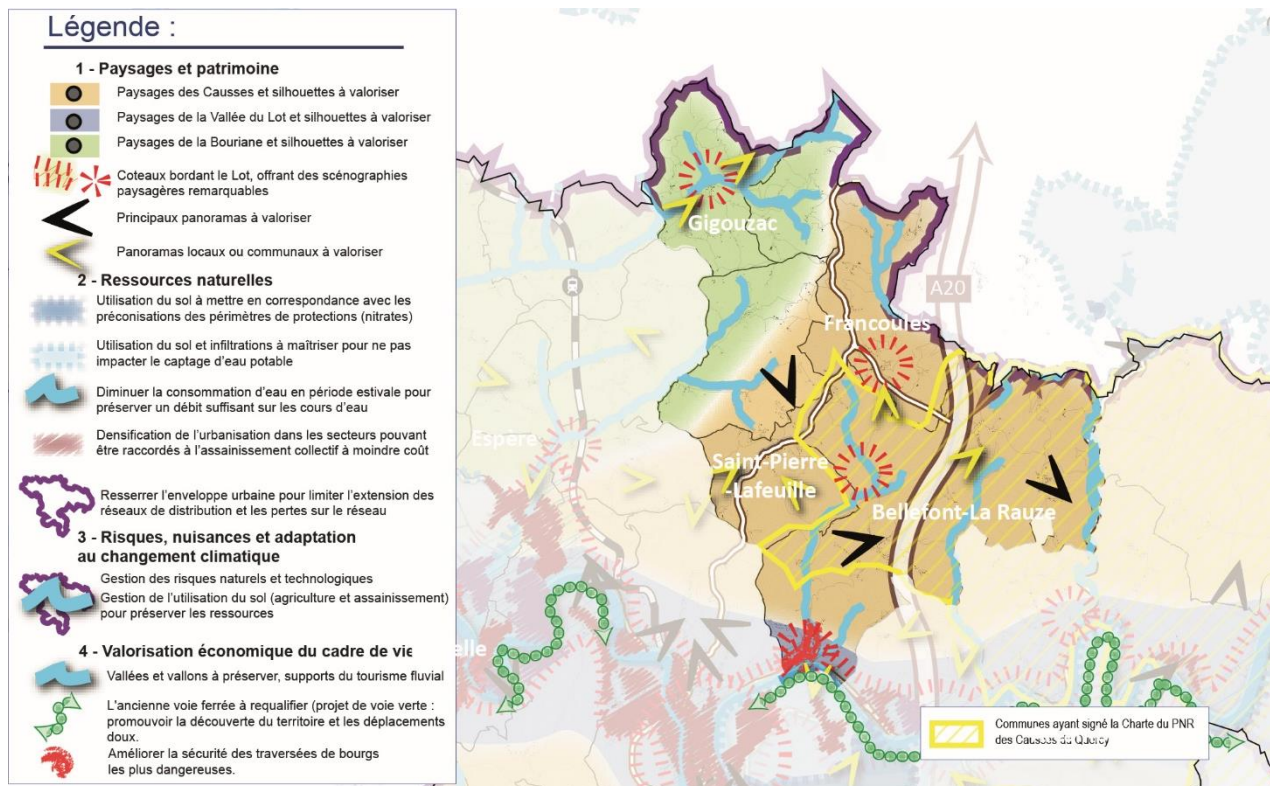 Légende :
1 - Paysages et patrimoine
Paysages des Causses et silhouettes à valoriser
Paysages de la Vallée du Lot et silhouettes à valoriser
Paysages de la Bouriane et silhouettes à valoriser
Coteaux bordant le Lot, offrant des scénographies
paysagères remarquables
Principaux panoramas à valoriser
Panoramas locaux ou communaux à valoriser
2 - Ressources naturelles
Utilisation du sol à mettre en correspondance avec les
préconisations des périmètres de protections (nitrates)
Utilisation du sol et infiltrations à maîtriser pour ne pas
impacter le captage d'eau potable
Diminuer la consommation d'eau en période estivale pour
préserver un débit suffisant sur les cours d'eau
Densification de l'urbanisation dans les secteurs pouvant
être raccordés à l'assainissement collectif à moindre coût
Resserrer l'enveloppe urbaine pour limiter l'extension des
réseaux de distribution et les pertes sur le réseau
3 - Risques, nuisances et adaptation
au changement climatique
Gestion des risques naturels et technologiques
Gestion de l'utilisation du sol (agriculture et assainissement)
pour préserver les ressources
4 - Valorisation économique du cadre de vie
Vallées et vallons à préserver, supports du tourisme fluvial
L'ancienne voie ferrée à requalifier (projet de voie verte :
promouvoir la découverte du territoire et les déplacements
doux.
Améliorer la sécurité des traversées de bourgs
les plus dangereuses.
Gigouzac
A20
Francoules
Espère
Saint-Pierre
-Lafeuille
Bellefont-La Rauze
elle
Communes ayant signé la Charte du PNR
des Causses du Quercy